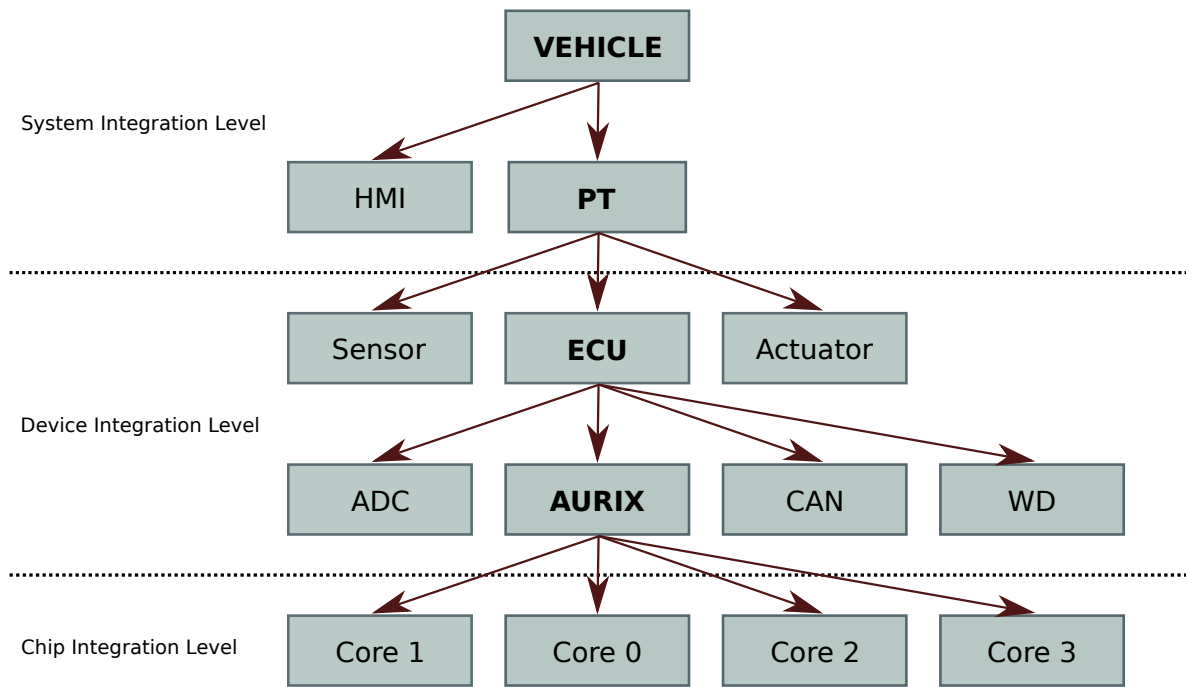 VEHICLE
System Integration Level
HMI
PT
Sensor
ECU
Actuator
Device Integration Level
ADC
AURIX
CAN
WD
Chip Integration Level
Core 1
Core 0
Core 2
Core 3